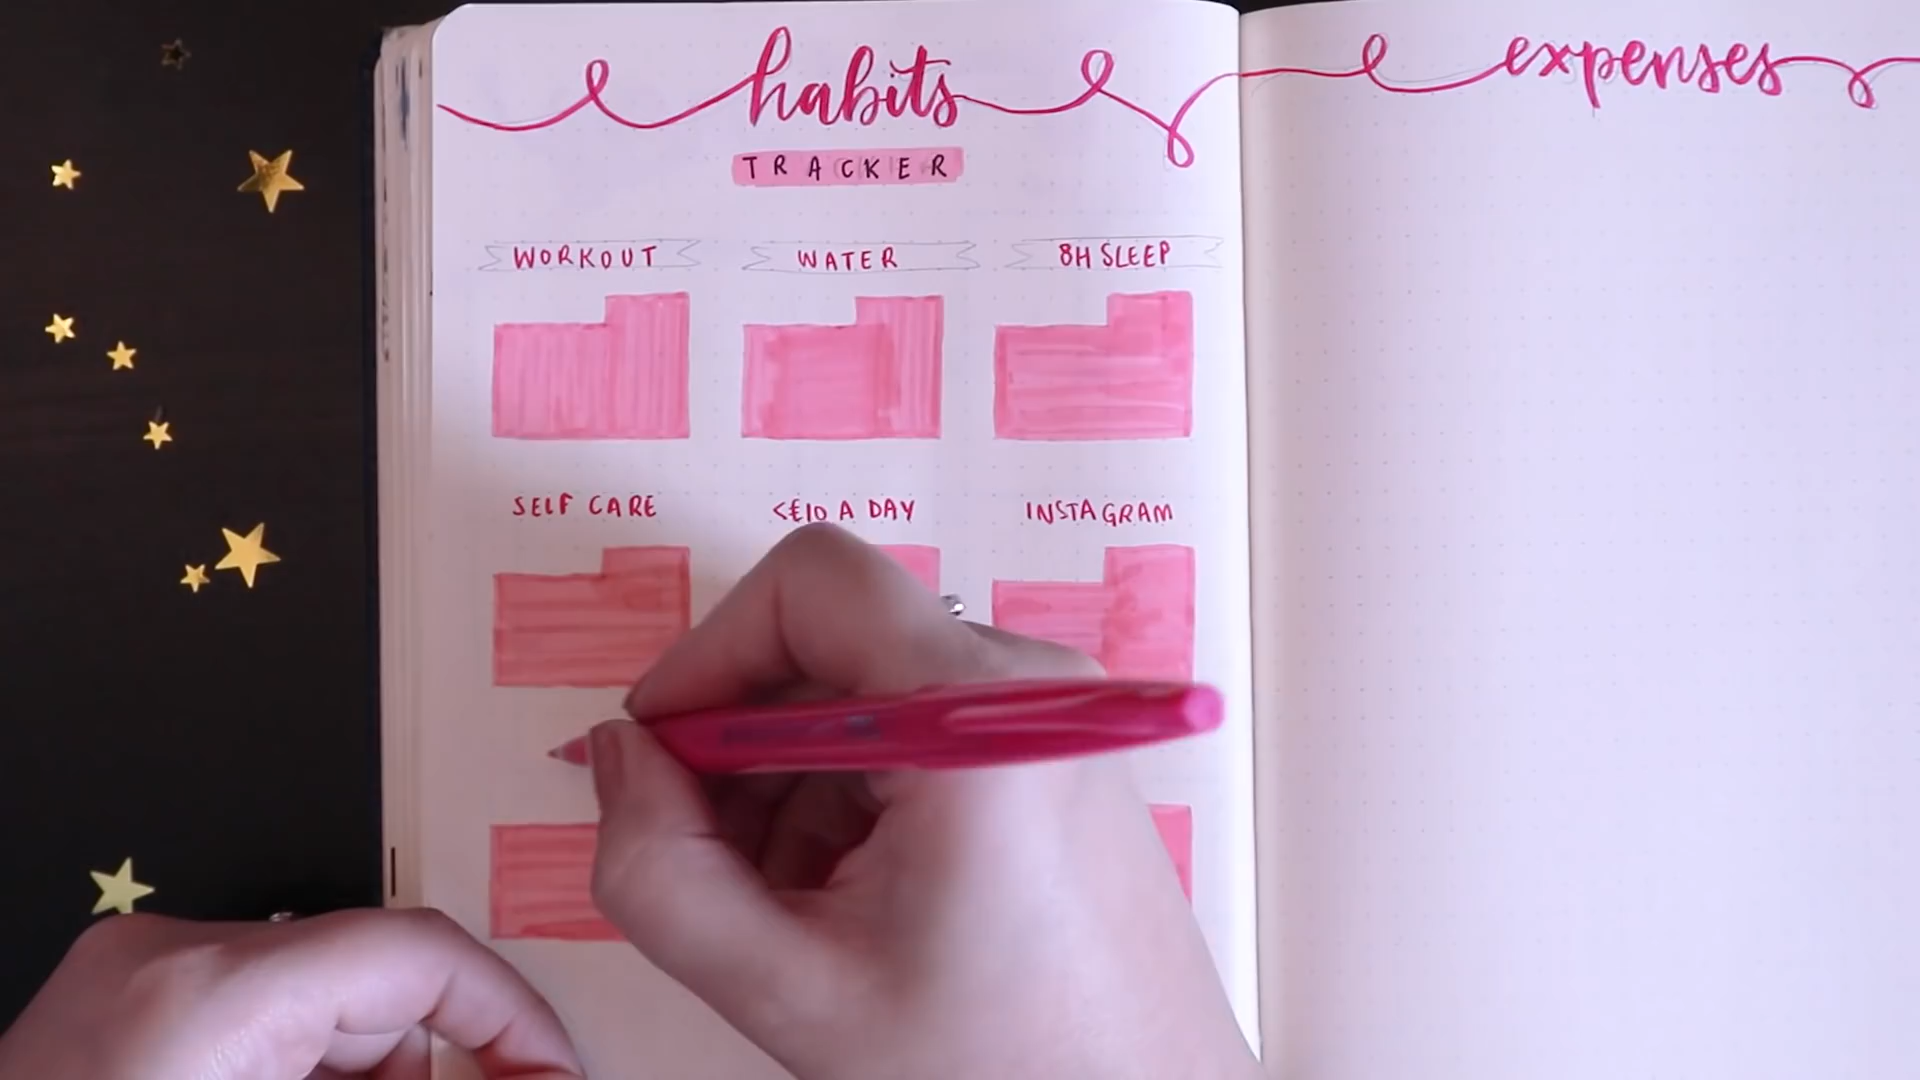 habits
expenses
TRACKER
WORKOUT
WATER
8H SLEEP
SELF CARE
<€10 A DAY
INSTAGRAM